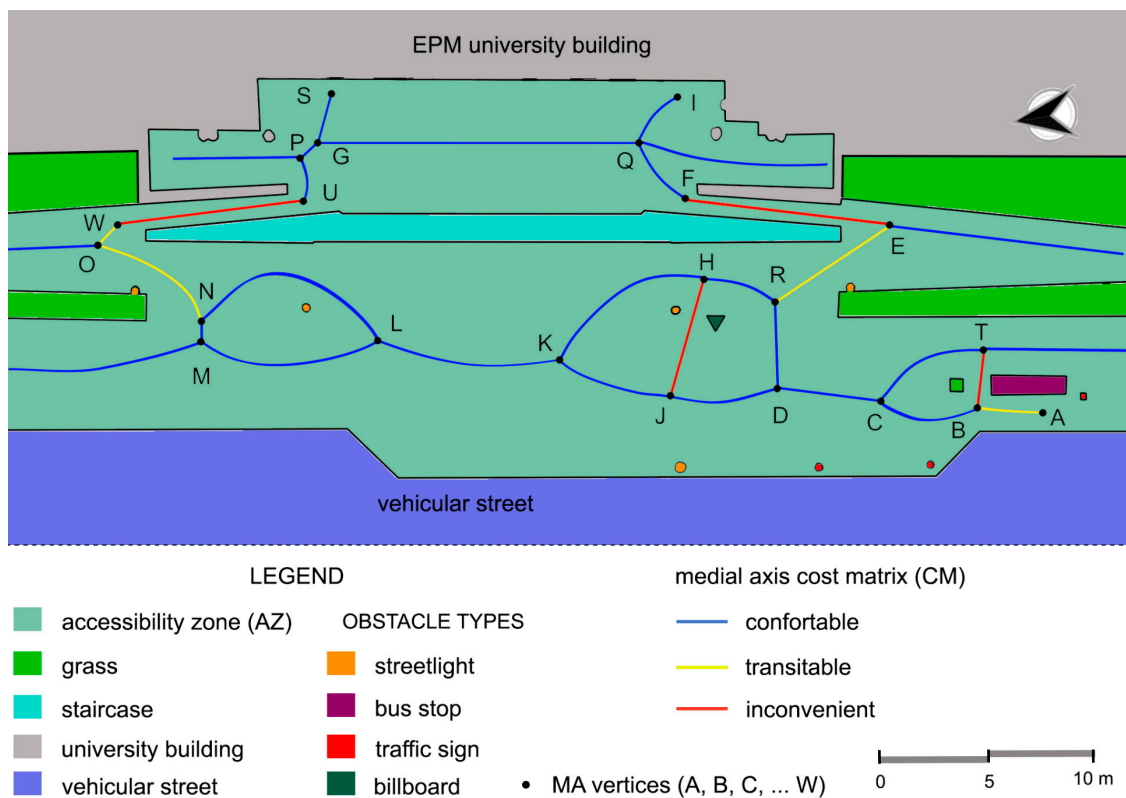 EPM university building
S
I
P
G
Q
U
F
W
O
E
H
R
N
L
T
K
M
J
D
C
B
A
vehicular street
LEGEND
medial axis cost matrix (CM)
accessibility zone (AZ)
OBSTACLE TYPES
confortable
grass
streetlight
transitable
staircase
bus stop
inconvenient
university building
traffic sign
vehicular street
billboard
MA vertices (A, B, C, ... W)
0
5
10 m